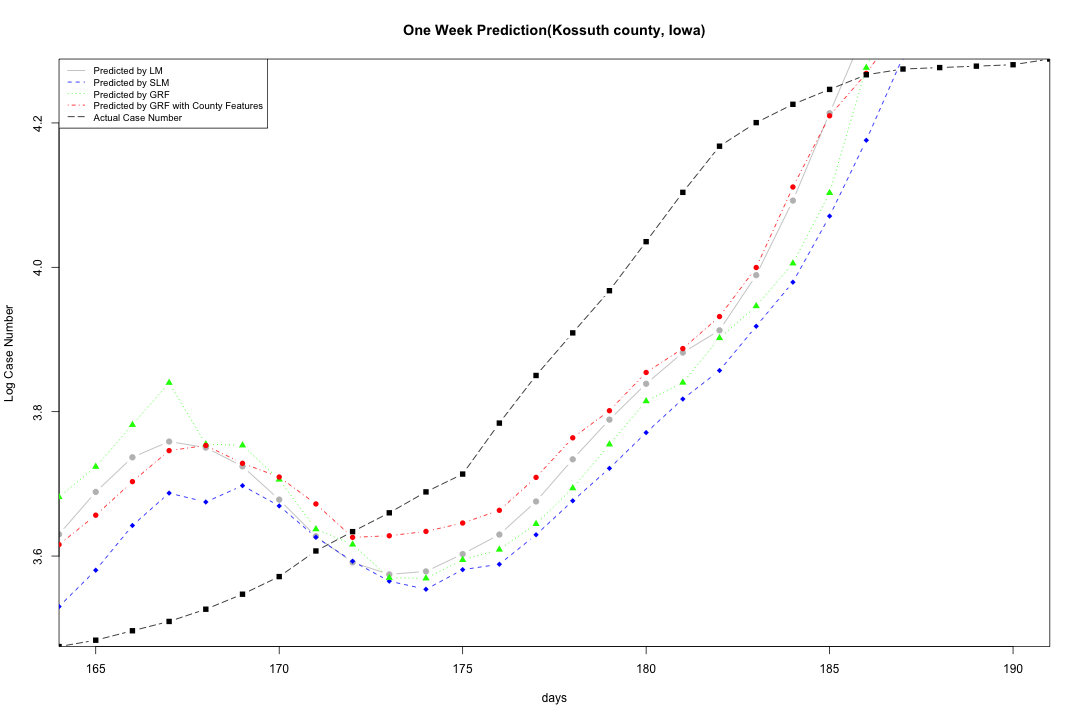 One Week Prediction(Kossuth county, Iowa)
Predicted by LM
Predicted by SLM
Predicted by GRF
Predicted by GRF with County Features
Actual Case Number
Log Case Number
4.2
4.0
3.8
3.6
165 170 175 180 185 190
days